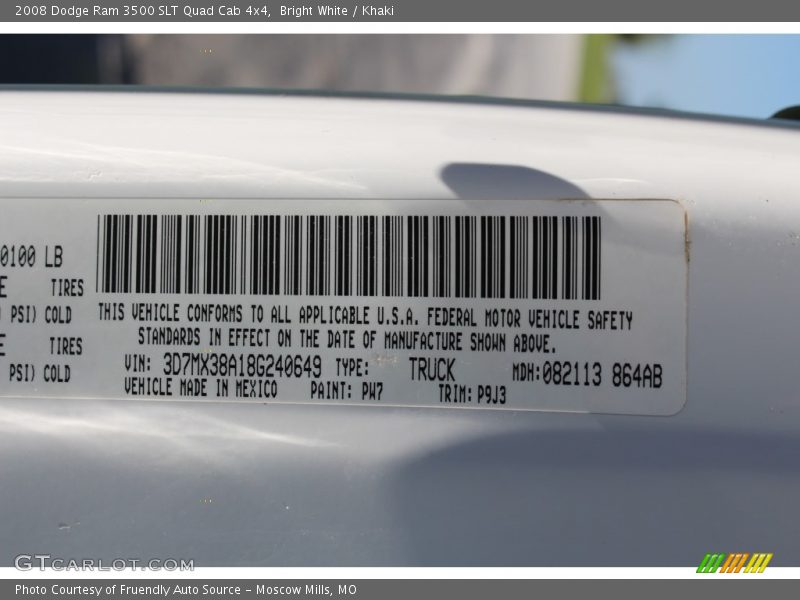 2008 Dodge Ram 3500 SLT Quad Cab 4x4, Bright White / Khaki
0100 LB
E TIRES
PSI) COLD
E TIRES
PSI) COLD
THIS VEHICLE CONFORMS TO ALL APPLICABLE U.S.A. FEDERAL MOTOR VEHICLE SAFETY
STANDARDS IN EFFECT ON THE DATE OF MANUFACTURE SHOWN ABOVE.
VIN: 3D7MX38A18G240649 TYPE: TRUCK MDH:082113 864AB
VEHICLE MADE IN MEXICO PAINT: PW7 TRIM: P9J3
GTCARLOT.COM
Photo Courtesy of Fruendly Auto Source - Moscow Mills, MO